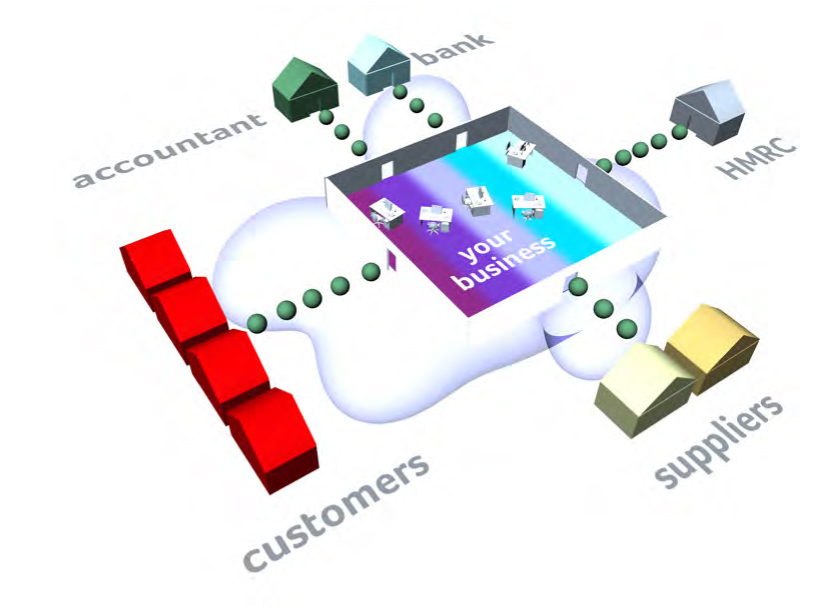 bank
accountant
HMRC
your
business
suppliers
customers